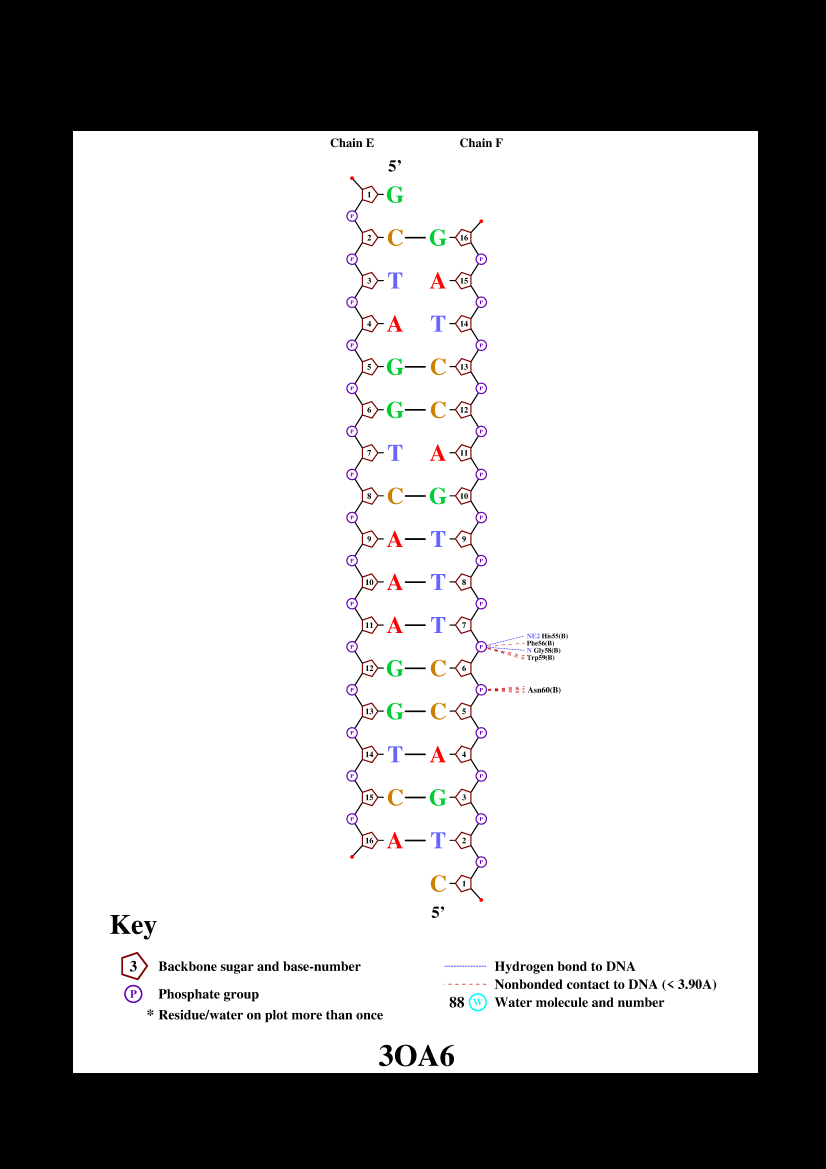 Chain E Chain F
5’
1 G
P
2 C G 16
P P
3 T A 15
P P
4 A T 14
P P
5 G C 13
P P
6 G C 12
P P
7 T A 11
P P
8 C G 10
P P
9 A T 9
P P
10 A T 8
P P
11 A T 7
NE2 His55(B)
Phe56(B)
P P N Gly58(B)
Trp59(B)
12 G C 6
P P Asn60(B)
13 G C 5
P P
14 T A 4
P P
15 C G 3
P P
16 A T 2
P
C 1
5’
Key
3 Backbone sugar and base-number
P Phosphate group
* Residue/water on plot more than once
Hydrogen bond to DNA
Nonbonded contact to DNA (< 3.90A)
88 W Water molecule and number
3OA6